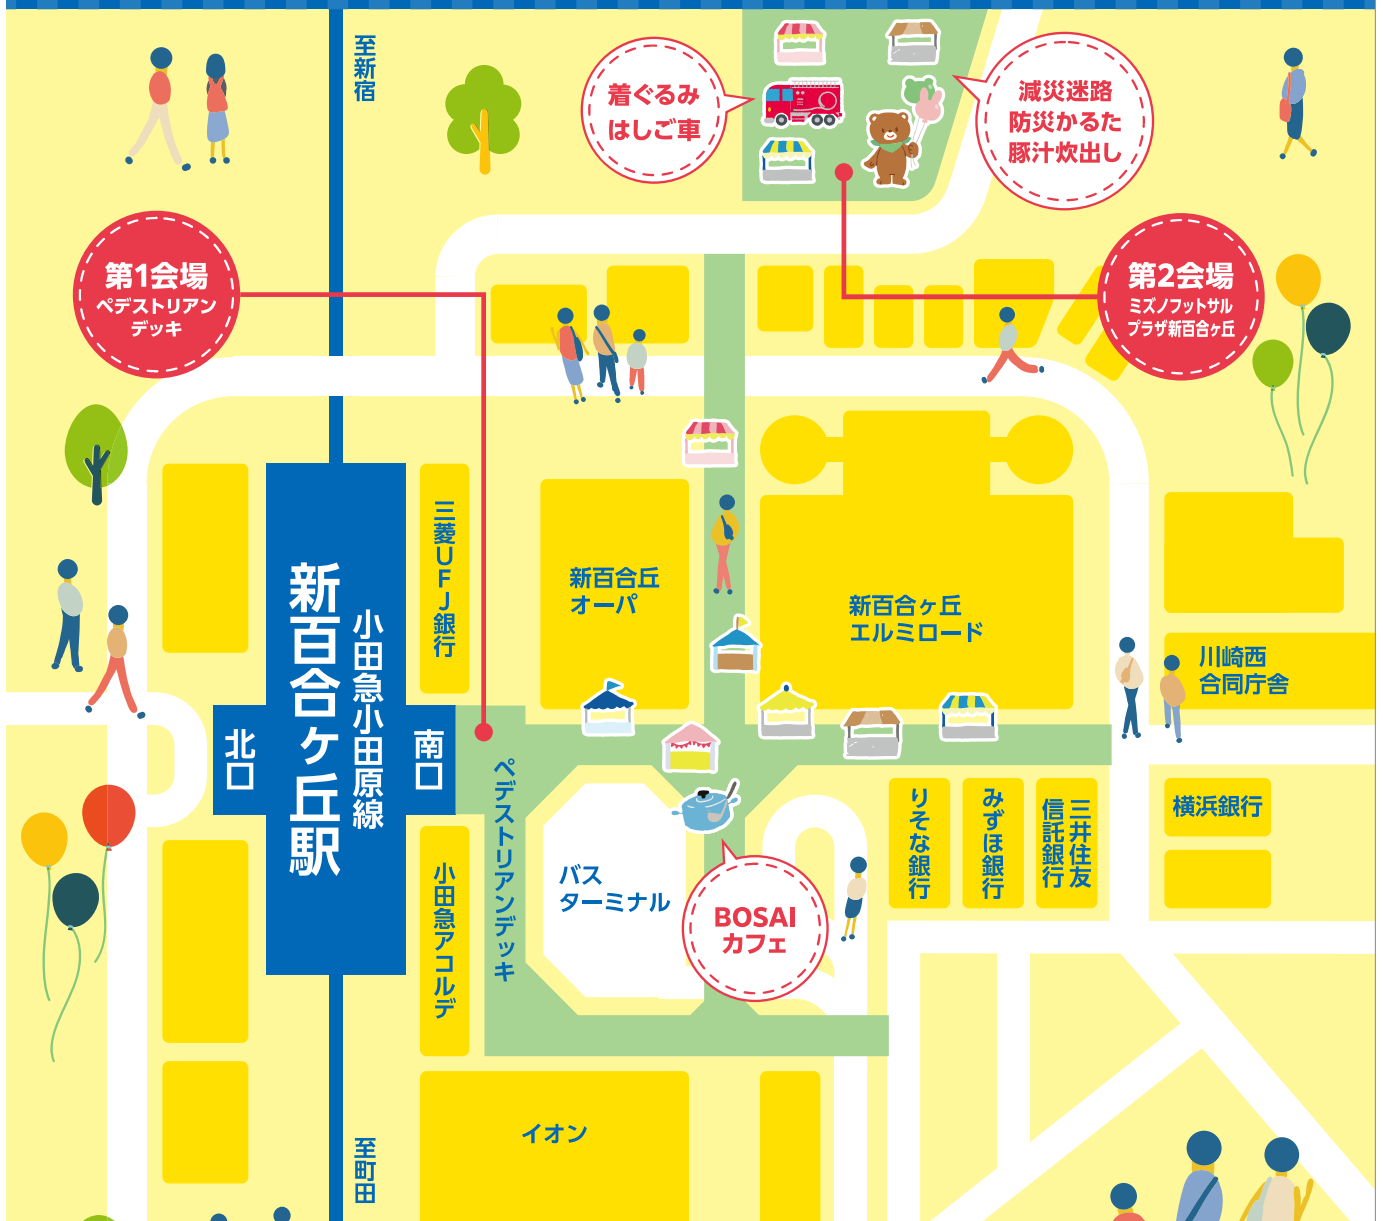 至新宿
着ぐるみ
はしご車
減災迷路
防災かるた
豚汁炊出し
第1会場
ペデストリアン
デッキ
第2会場
ミズノフットサル
プラザ新百合ヶ丘
三菱UFJ銀行
新百合丘
オーパ
新百合ヶ丘
エルミロード
川崎西
合同庁舎
小田急小田原線
新百合ヶ丘駅
北口
南口
ペデストリアンデッキ
バス
ターミナル
BOSAI
カフェ
りそな銀行
みずほ銀行
三井住友
信託銀行
横浜銀行
小田急アコルデ
イオン
至町田